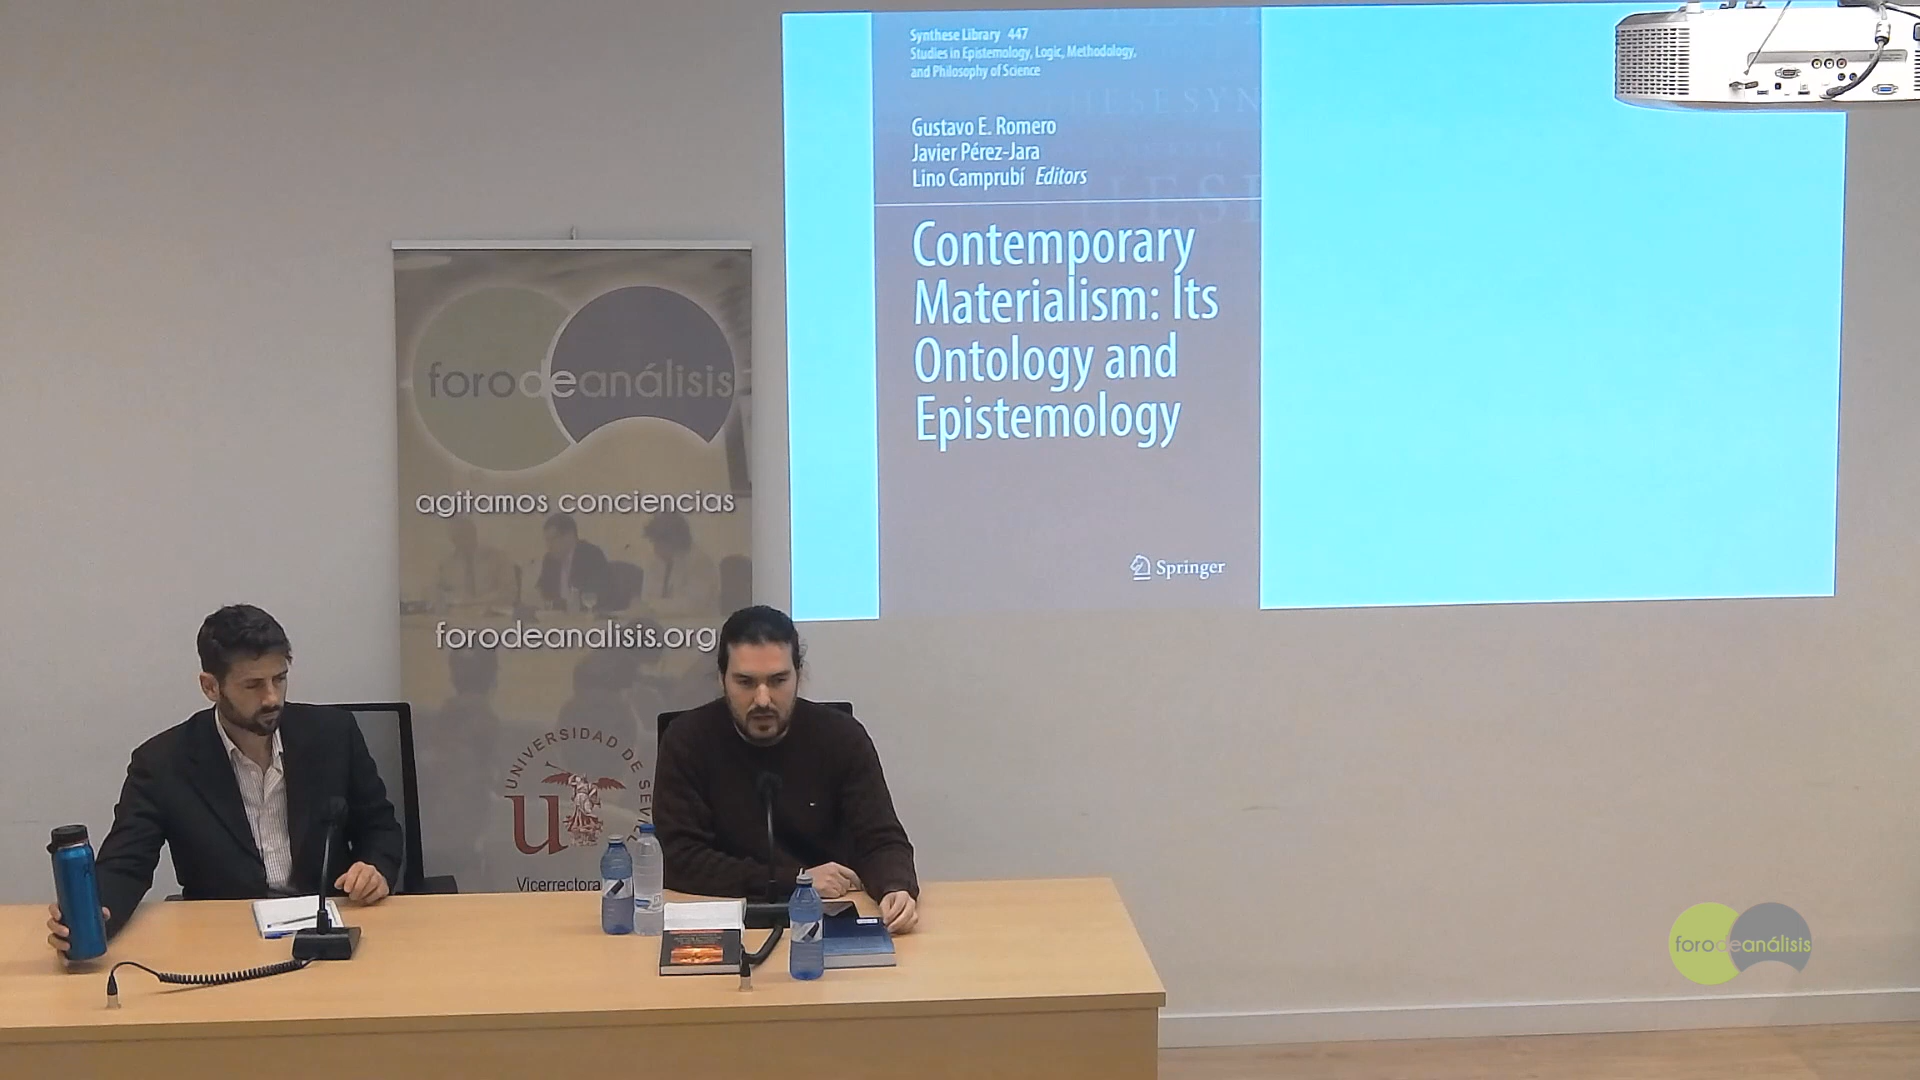 Synthese Library 447
Studies in Epistemology, Logic, Methodology,
and Philosophy of Science
Gustavo E. Romero
Javier Pérez-Jara
Lino Camprubí Editors
Contemporary
Materialism: Its
Ontology and
Epistemology
Springer
forodeanálisis
agitamos conciencias
forodeanalisis.org
UNIVERSIDAD DE
Vicerrectora
forodeanálisis